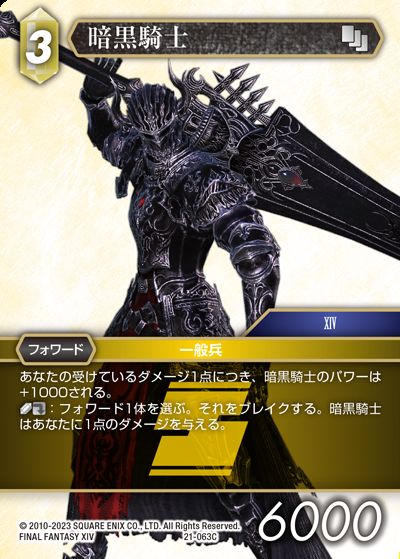 3
暗黒騎士
XIV
フォワード
一般兵
あなたの受けているダメージ1点につき、暗黒騎士のパワーは
+1000される。
：フォワード1体を選ぶ。それをブレイクする。暗黒騎士
はあなたに1点のダメージを与える。
© 2010-2023 SQUARE ENIX CO., LTD. All Rights Reserved.
FINAL FANTASY XIV
21-063C
6000